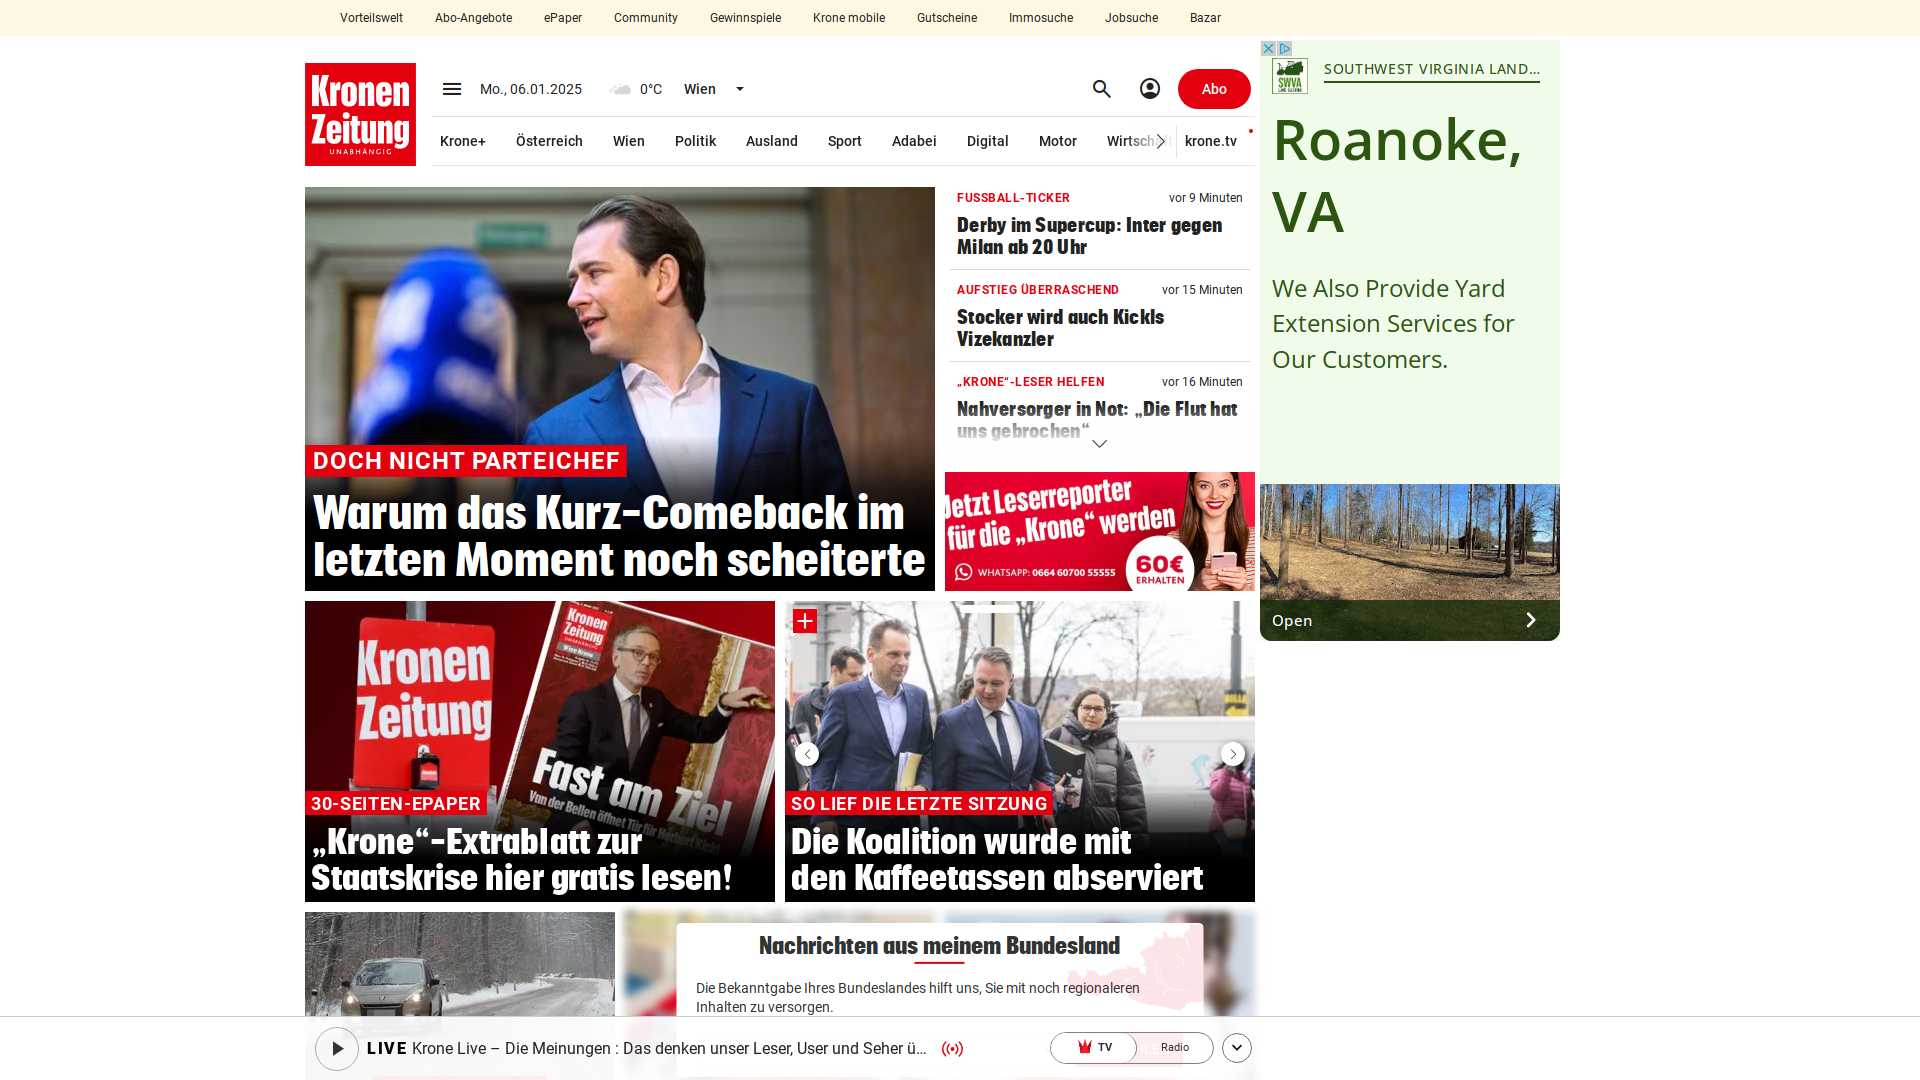 Vorteilswelt
Abo-Angebote
ePaper
Community
Gewinnspiele
Krone mobile
Gutscheine
Immosuche
Jobsuche
Bazar
Kronen
Zeitung
UNABHÄNGIG
Mo., 06.01.2025
0°C
Wien
Abo
Krone+
Österreich
Wien
Politik
Ausland
Sport
Adabei
Digital
Motor
krone.tv
DOCH NICHT PARTEICHEF
Warum das Kurz-Comeback im
letzten Moment noch scheiterte
FUSSBALL-TICKER
vor 9 Minuten
Derby im Supercup: Inter gegen
Milan ab 20 Uhr
AUFSTIEG ÜBERRASCHEND
vor 15 Minuten
Stocker wird auch Kickls
Vizekanzler
„KRONE“-LESER HELFEN
vor 16 Minuten
Nahversorger in Not: „Die Flut hat
uns gebrochen“
Jetzt Leserreporter
für die „Krone“ werden
WHATSAPP: 0664 60700 55555
60€
ERHALTEN
SOUTHWEST VIRGINIA LAND...
SWVA
Roanoke,
VA
We Also Provide Yard
Extension Services for
Our Customers.
Open
Kronen
Zeitung
Kronen
Zeitung
Fast am Ziel
Van der Bellen öffnet Tür für Herbert Kickl
30-SEITEN-EPAPER
„Krone“-Extrablatt zur
Staatskrise hier gratis lesen!
SO LIEF DIE LETZTE SITZUNG
Die Koalition wurde mit
den Kaffeetassen abserviert
Nachrichten aus meinem Bundesland
Die Bekanntgabe Ihres Bundeslandes hilft uns, Sie mit noch regionaleren
Inhalten zu versorgen.
LIVE Krone Live – Die Meinungen : Das denken unser Leser, User und Seher ü...
TV
Radio